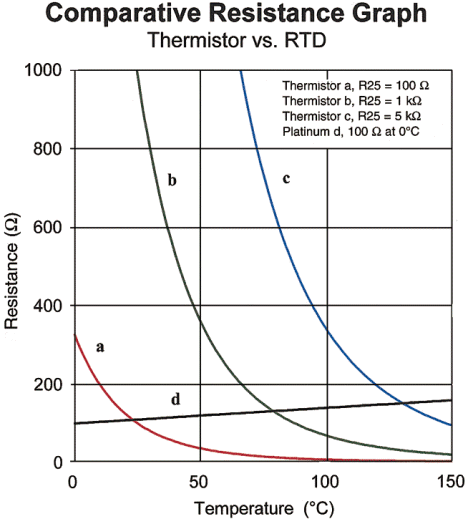 Comparative Resistance Graph
Thermistor vs. RTD
Thermistor a, R25 = 100 Ω
Thermistor b, R25 = 1 kΩ
Thermistor c, R25 = 5 kΩ
Platinum d, 100 Ω at 0°C
1000
800
600
400
200
0
Resistance (Ω)
a
b
c
d
0
50
100
150
Temperature (°C)